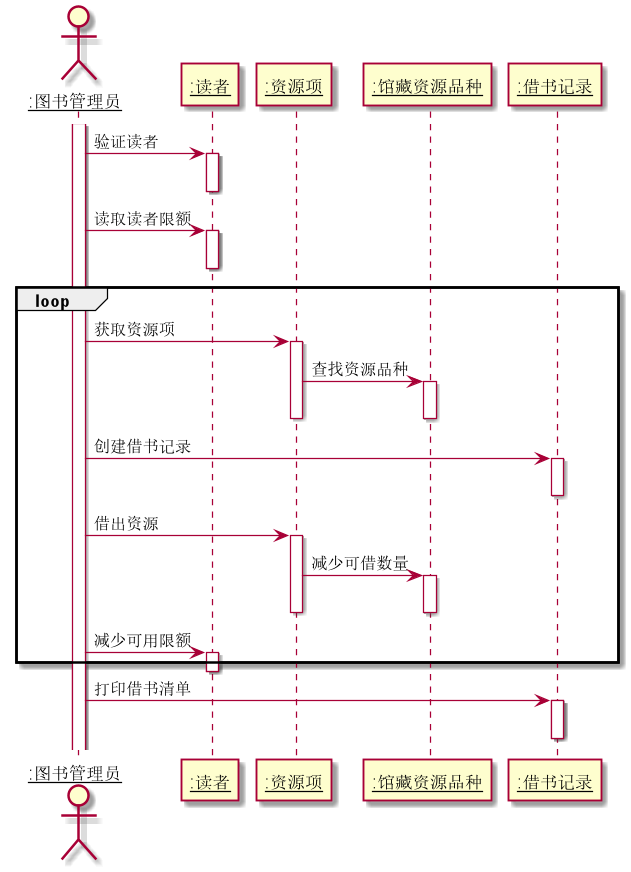 :图书管理员
:读者
:资源项
:馆藏资源品种
:借书记录
验证读者
读取读者限额
loop
获取资源项
查找资源品种
创建借书记录
借出资源
减少可借数量
减少可用限额
打印借书清单
:图书管理员
:读者
:资源项
:馆藏资源品种
:借书记录